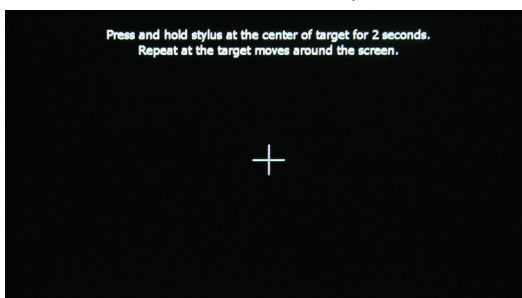 Press and hold stylus at the center of target for 2 seconds.
Repeat at the target moves around the screen.